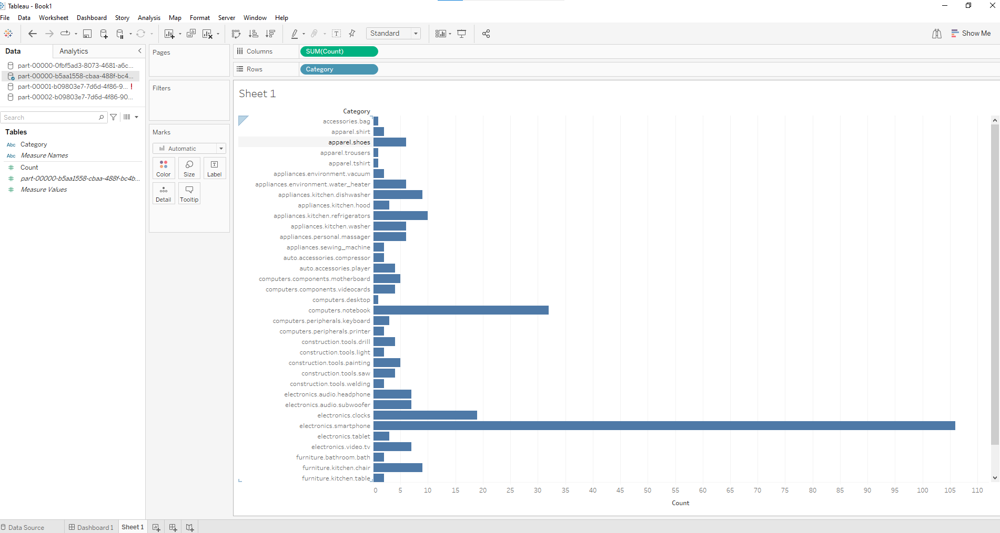 Tableau - Book1
File Data Worksheet Dashboard Story Analysis Map Format Server Window Help
Standard
Show Me
Data Analytics
part-00000-0fbf5ad3-8073-4681-a6c...
part-00000-b5aa1558-cbaa-488f-bc4...
part-00001-b09803e7-7d6d-4f86-9... !
part-00002-b09803e7-7d6d-4f86-90...
Search
Tables
Abc Category
Abc Measure Names
# Count
# part-00000-b5aa1558-cbaa-488f-bc4b...
# Measure Values
Pages
Filters
Marks
Automatic
Color Size Label
Detail Tooltip
Columns SUM(Count)
Rows Category
Sheet 1
Category
accessories.bag
apparel.shirt
apparel.shoes
apparel.trousers
apparel.tshirt
appliances.environment.vacuum
appliances.environment.water_heater
appliances.kitchen.dishwasher
appliances.kitchen.hood
appliances.kitchen.refrigerators
appliances.kitchen.washer
appliances.personal.massager
appliances.sewing_machine
auto.accessories.compressor
auto.accessories.player
computers.components.motherboard
computers.components.videocards
computers.desktop
computers.notebook
computers.peripherals.keyboard
computers.peripherals.printer
construction.tools.drill
construction.tools.light
construction.tools.painting
construction.tools.saw
construction.tools.welding
electronics.audio.headphone
electronics.audio.subwoofer
electronics.clocks
electronics.smartphone
electronics.tablet
electronics.video.tv
furniture.bathroom.bath
furniture.kitchen.chair
furniture.kitchen.table
0 5 10 15 20 25 30 35 40 45 50 55 60 65 70 75 80 85 90 95 100 105 110
Count
Data Source Dashboard 1 Sheet 1